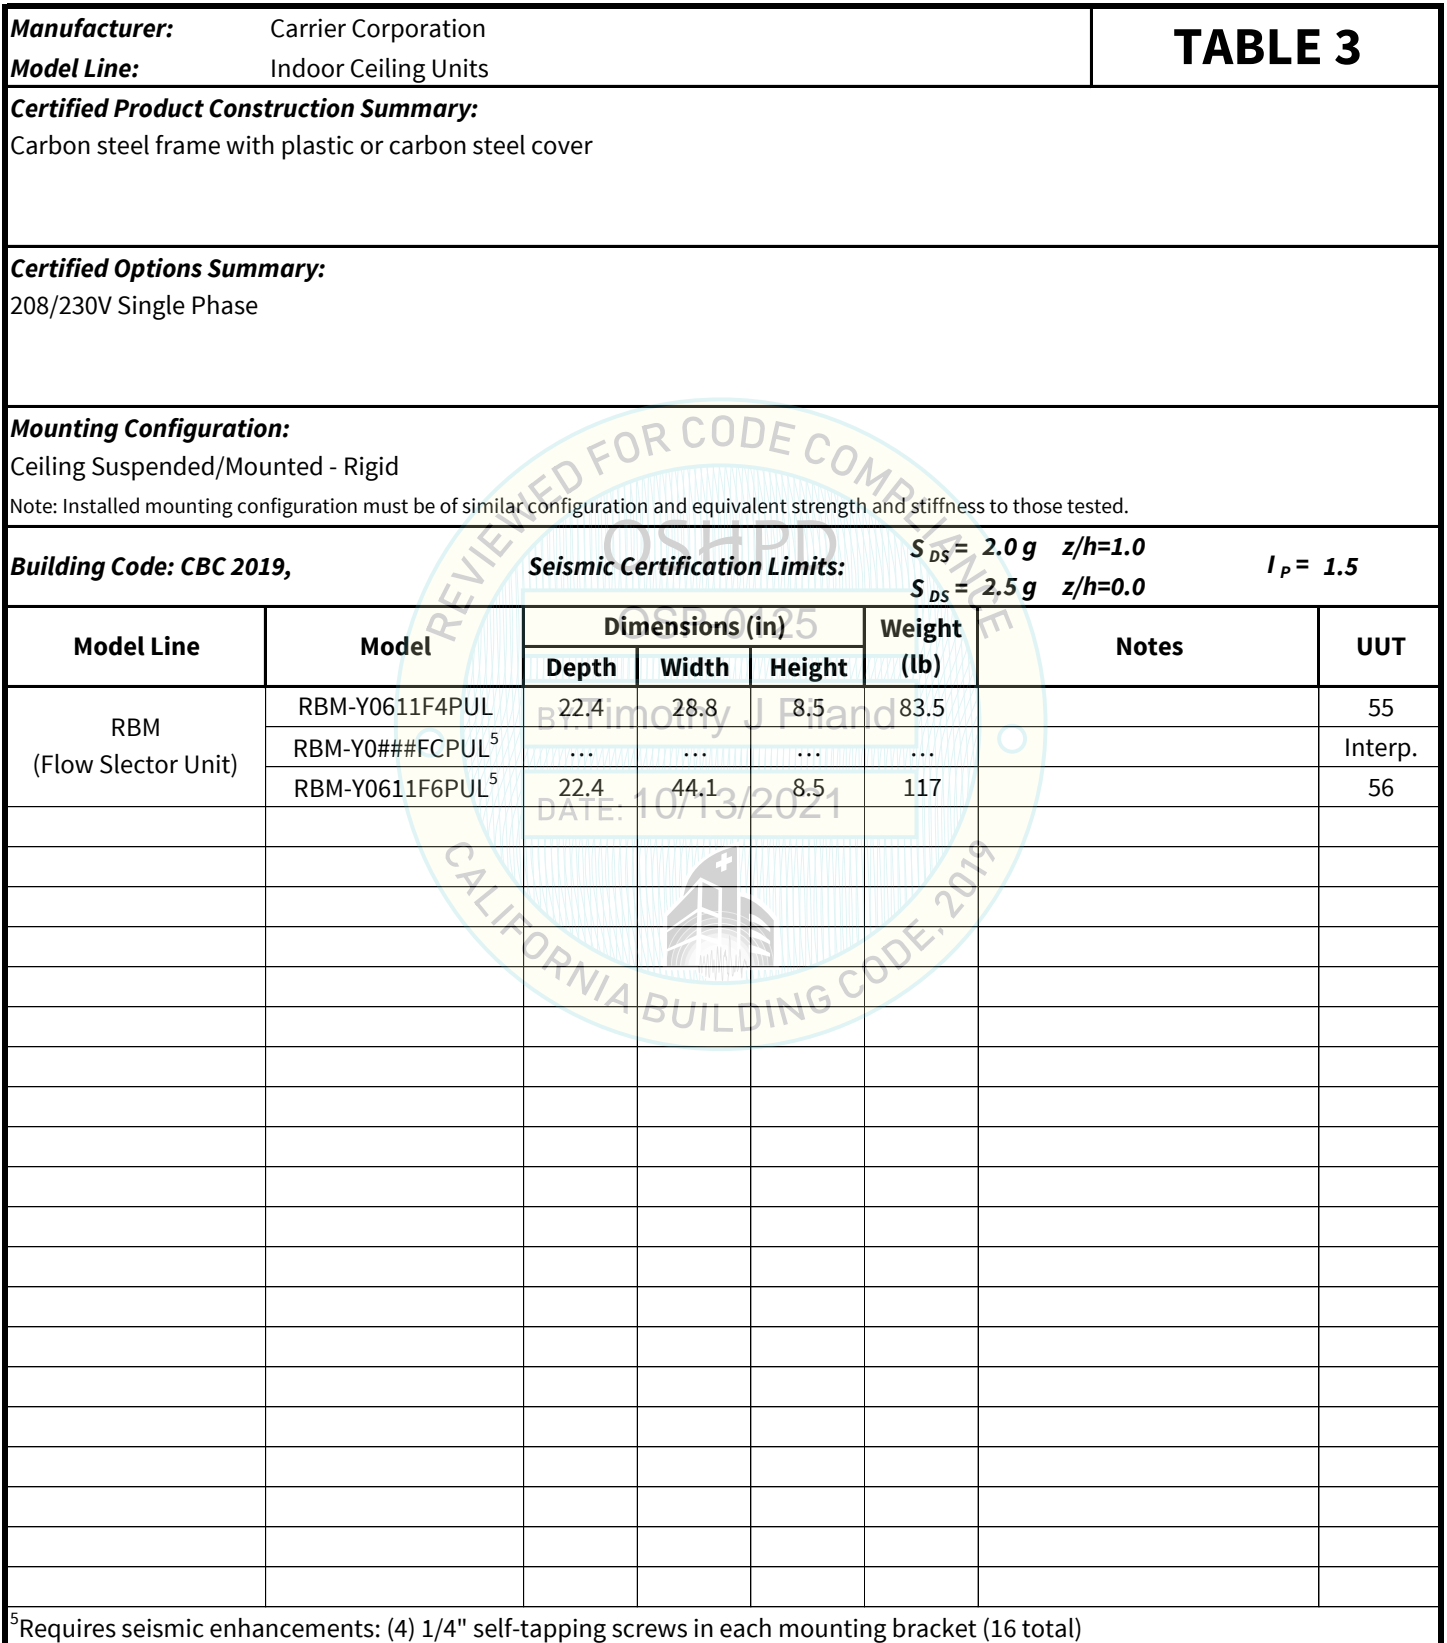 Manufacturer: Carrier Corporation
TABLE 3
Model Line: Indoor Ceiling Units
Certified Product Construction Summary:
Carbon steel frame with plastic or carbon steel cover
Certified Options Summary:
208/230V Single Phase
Mounting Configuration:
Ceiling Suspended/Mounted - Rigid
Note: Installed mounting configuration must be of similar configuration and equivalent strength and stiffness to those tested.
Building Code: CBC 2019, Seismic Certification Limits: S DS = 2.0 g z/h=1.0 I P = 1.5
S DS = 2.5 g z/h=0.0
Model Line Model Dimensions (in) Weight (lb) Notes UUT
Depth Width Height
RBM (Flow Slector Unit)
RBM-Y0611F4PUL 22.4 28.8 8.5 83.5 55
RBM-Y0###FCPUL5 ... ... ... ... Interp.
RBM-Y0611F6PUL5 22.4 44.1 8.5 117 56
REVIEWED FOR CODE COMPLIANCE
OSHPD
OSP-0125
BY:Timothy J Piland
DATE: 10/13/2021
CALIFORNIA BUILDING CODE, 2019
5Requires seismic enhancements: (4) 1/4" self-tapping screws in each mounting bracket (16 total)